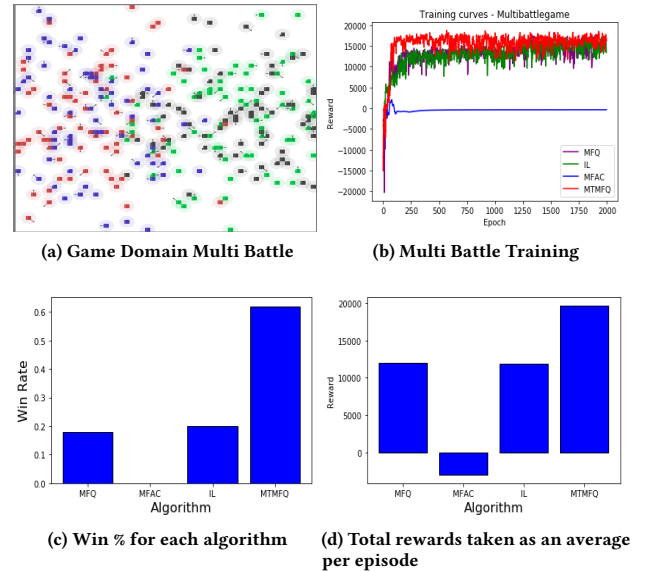 Training curves - Multibattlegame
20000
15000
10000
5000
0
−5000
−10000
−15000
−20000
Reward
MFQ
IL
MFAC
MTMFQ
0 250 500 750 1000 1250 1500 1750 2000
Epoch
(a) Game Domain Multi Battle
(b) Multi Battle Training
0.6
0.5
0.4
0.3
0.2
0.1
0.0
Win Rate
MFQ MFAC IL MTMFQ
Algorithm
20000
15000
10000
5000
0
Reward
MFQ MFAC IL MTMFQ
Algorithm
(c) Win % for each algorithm
(d) Total rewards taken as an average
per episode